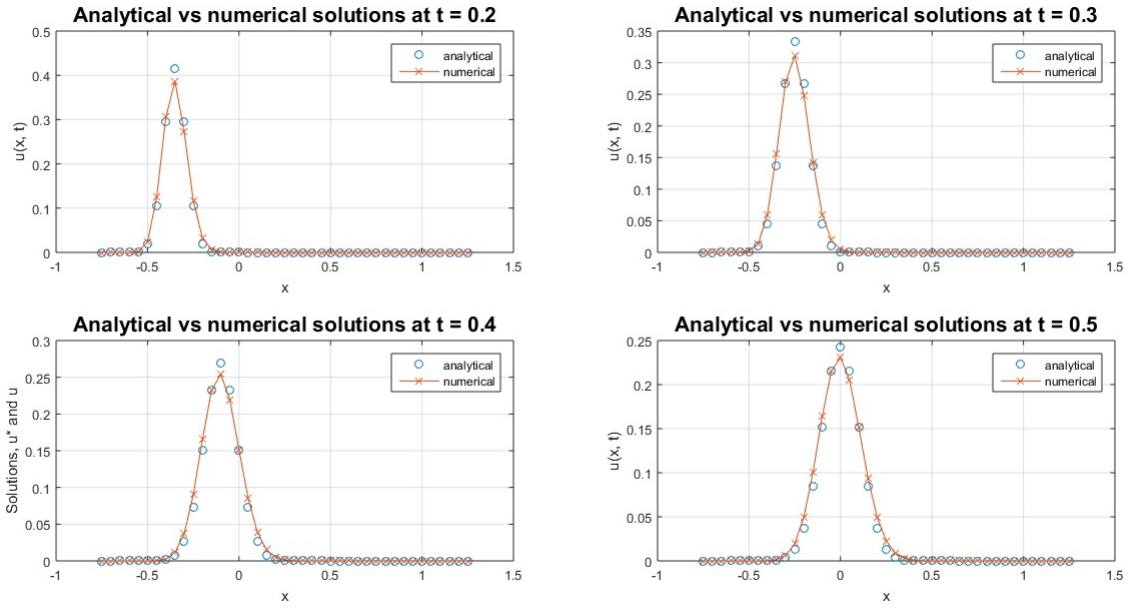 Analytical vs numerical solutions at t = 0.2
0.5
0.4
0.3
0.2
0.1
0
u(x, t)
-1
-0.5
0
0.5
1
1.5
x
analytical
numerical
Analytical vs numerical solutions at t = 0.3
0.35
0.3
0.25
0.2
0.15
0.1
0.05
0
u(x, t)
-1
-0.5
0
0.5
1
1.5
x
analytical
numerical
Analytical vs numerical solutions at t = 0.4
0.3
0.25
0.2
0.15
0.1
0.05
0
Solutions, u* and u
-1
-0.5
0
0.5
1
1.5
x
analytical
numerical
Analytical vs numerical solutions at t = 0.5
0.25
0.2
0.15
0.1
0.05
0
u(x, t)
-1
-0.5
0
0.5
1
1.5
x
analytical
numerical